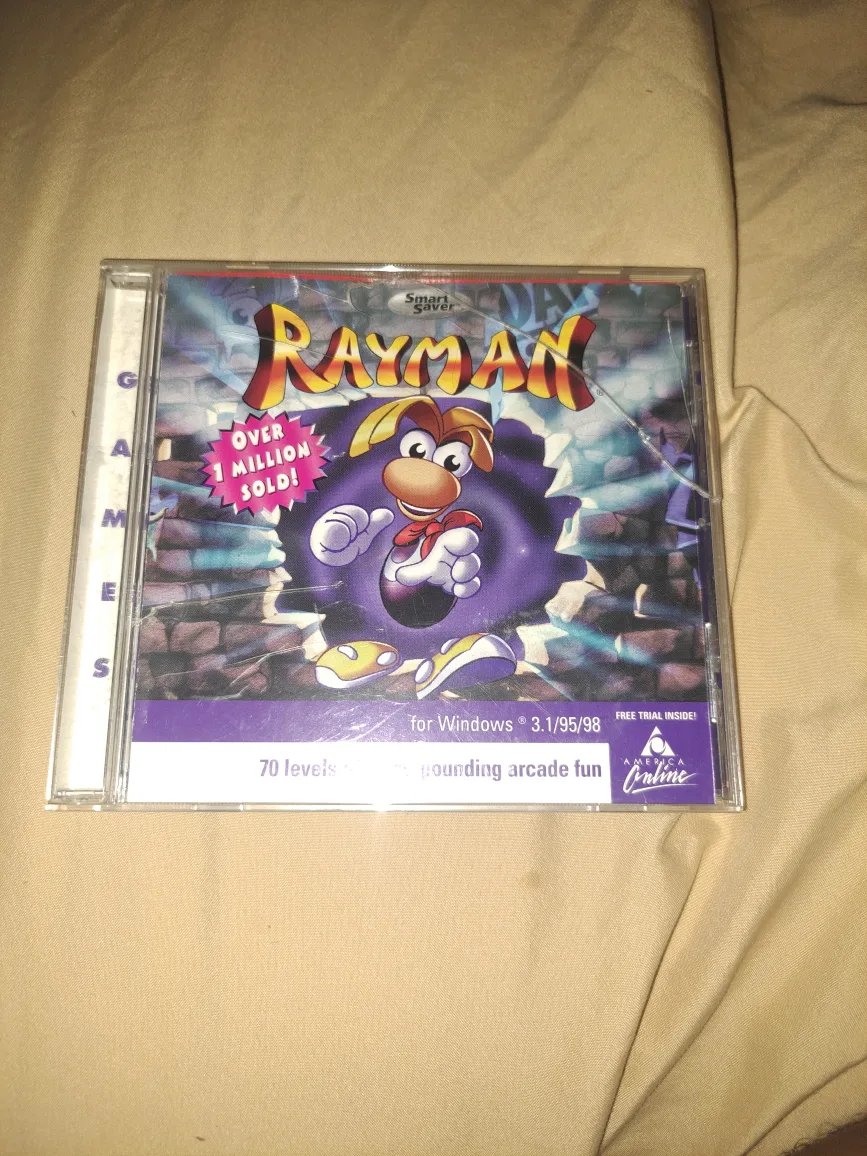 Smart
Saver
RAYMAN
OVER
1 MILLION
SOLD!
GAMES
for Windows ® 3.1/95/98
FREE TRIAL INSIDE!
AMERICA
Online
70 levels pounding arcade fun